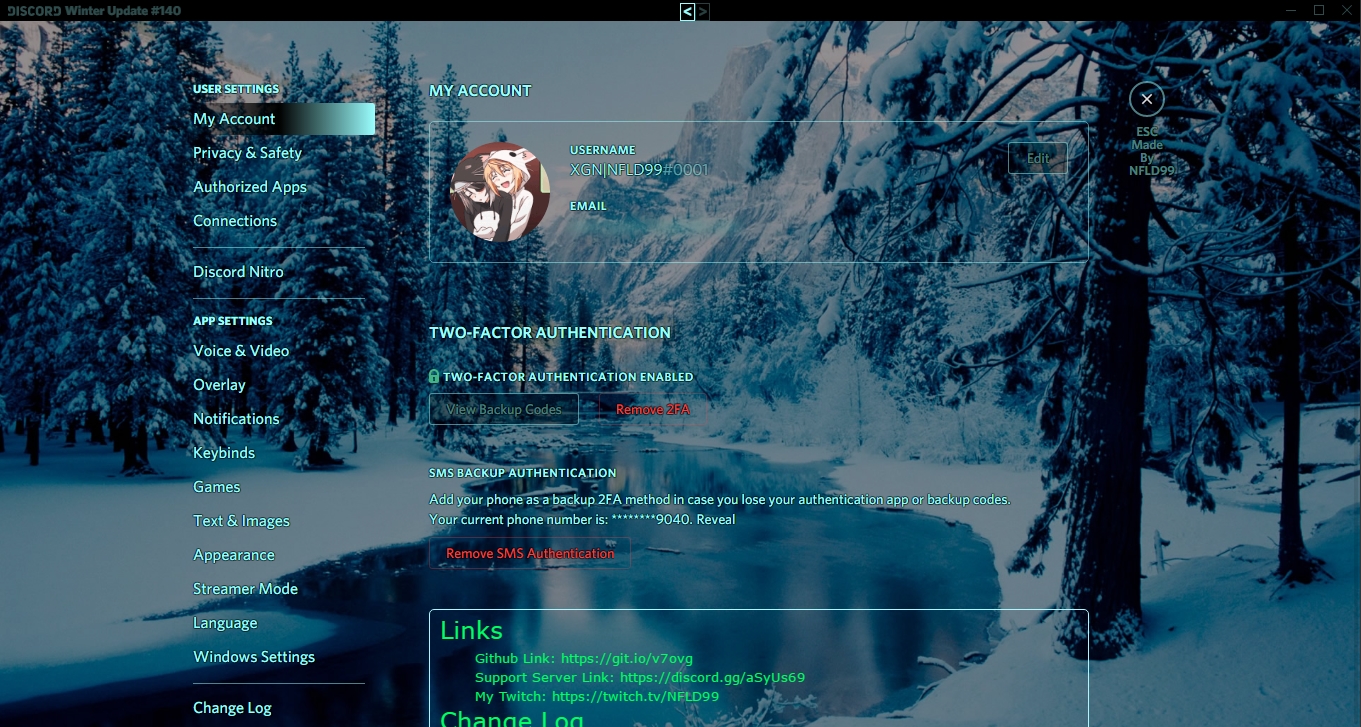 DISCORD Winter Update #140
< >
USER SETTINGS
My Account
Privacy & Safety
Authorized Apps
Connections
Discord Nitro
APP SETTINGS
Voice & Video
Overlay
Notifications
Keybinds
Games
Text & Images
Appearance
Streamer Mode
Language
Windows Settings
Change Log
MY ACCOUNT
USERNAME
XGN|NFLD99#0001
Edit
EMAIL
TWO-FACTOR AUTHENTICATION
TWO-FACTOR AUTHENTICATION ENABLED
View Backup Codes Remove 2FA
SMS BACKUP AUTHENTICATION
Add your phone as a backup 2FA method in case you lose your authentication app or backup codes.
Your current phone number is: ********9040. Reveal
Remove SMS Authentication
Links
Github Link: https://git.io/v7ovg
Support Server Link: https://discord.gg/aSyUs69
My Twitch: https://twitch.tv/NFLD99
Change Log
ESC
Made
By
NFLD99